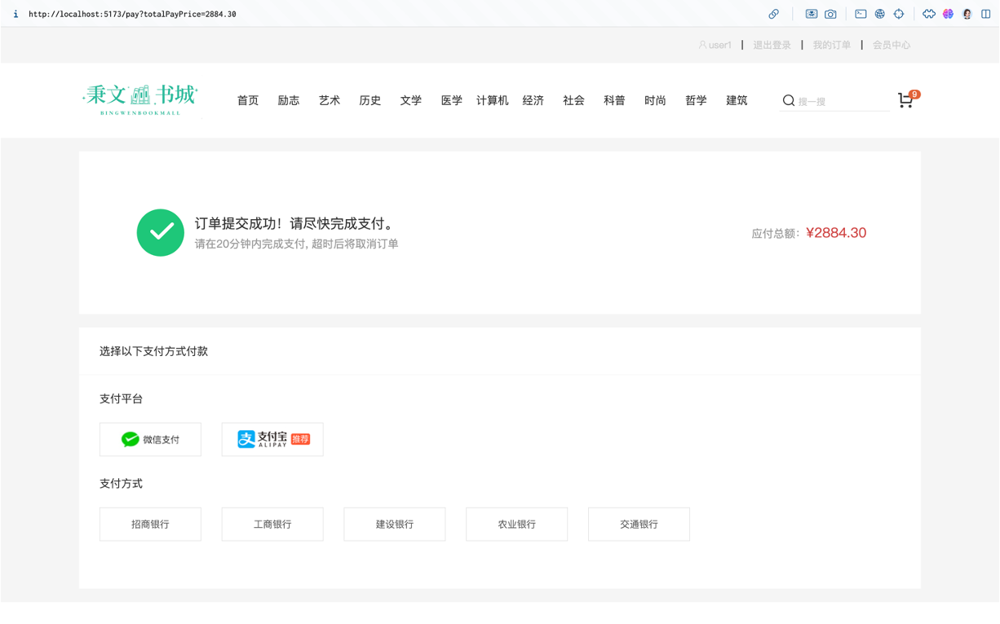 http://localhost:5173/pay?totalPayPrice=2884.30
user1 | 退出登录 | 我的订单 | 会员中心
秉文书城
BINGWENBOOKMALL
首页 励志 艺术 历史 文学 医学 计算机 经济 社会 科普 时尚 哲学 建筑 搜一搜 9
订单提交成功！请尽快完成支付。
请在20分钟内完成支付, 超时后将取消订单
应付总额：¥2884.30
选择以下支付方式付款
支付平台
微信支付 支付宝 ALIPAY 推荐
支付方式
招商银行 工商银行 建设银行 农业银行 交通银行